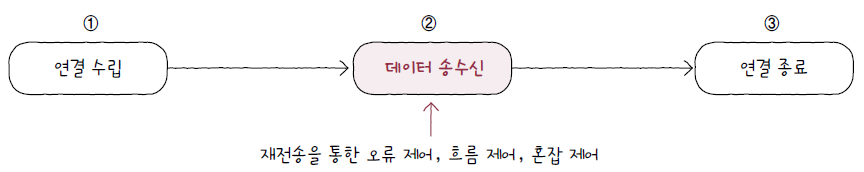 ① ② ③
연결 수립 데이터 송수신 연결 종료
재전송을 통한 오류 제어, 흐름 제어, 혼잡 제어